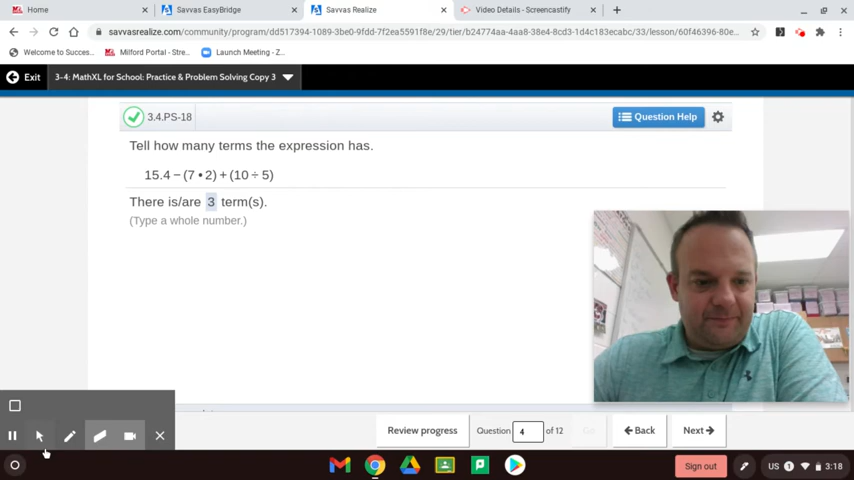 Home
Savvas EasyBridge
Savvas Realize
Video Details - Screencastify
savvasrealize.com/community/program/dd517394-1089-3be0-9fdd-7f2ea5591f8e/29/tier/b24774aa-aa8-38e4-8cd3-1d4c183ecabc/33/lesson/60f46396-80e...
Welcome to Succes...
Milford Portal - Stre...
Launch Meeting - Z...
Exit
3-4: MathXL for School: Practice & Problem Solving Copy 3
3.4.PS-18
Question Help
Tell how many terms the expression has.
15.4 − (7 • 2) + (10 ÷ 5)
There is/are 3 term(s).
(Type a whole number.)
Review progress
Question 4 of 12
Go
Back
Next
Sign out
US
1
3:18